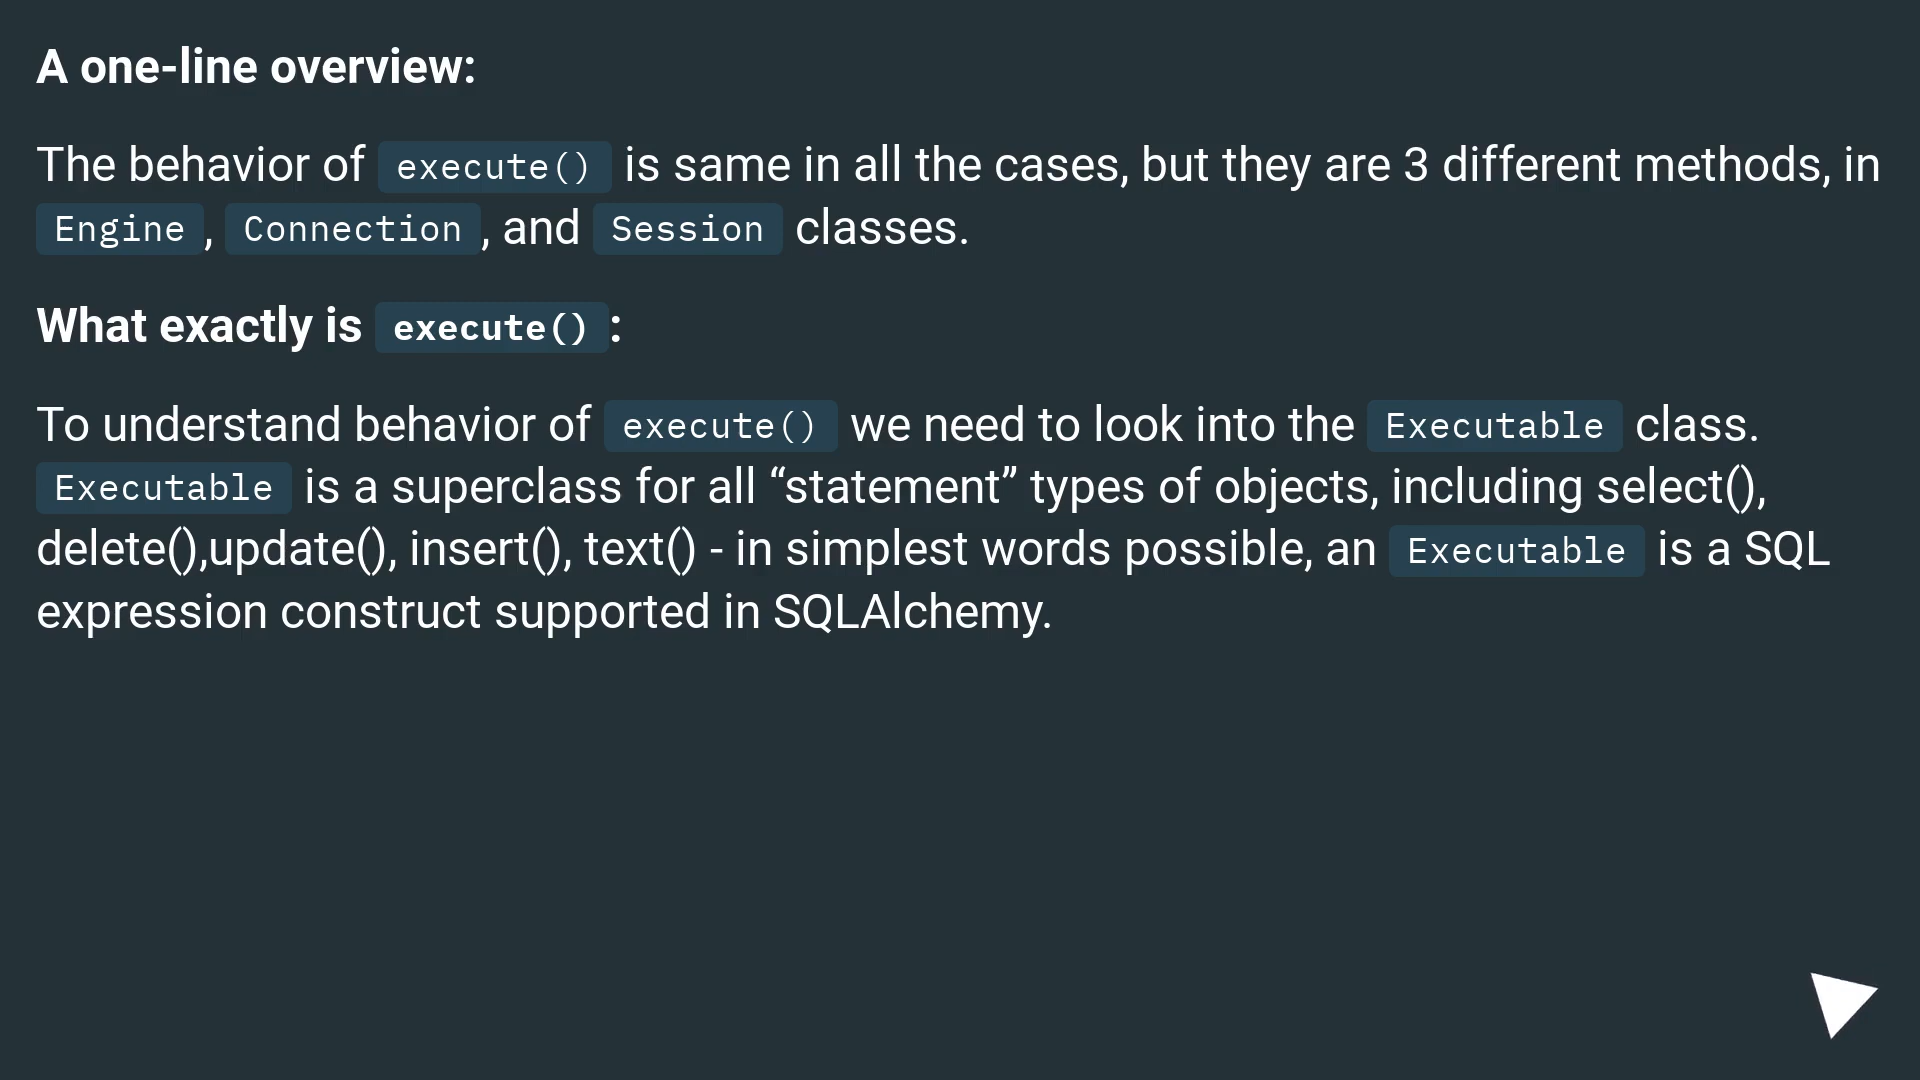 A one-line overview:
The behavior of execute() is same in all the cases, but they are 3 different methods, in
Engine, Connection, and Session classes.
What exactly is execute():
To understand behavior of execute() we need to look into the Executable class.
Executable is a superclass for all “statement” types of objects, including select(),
delete(),update(), insert(), text() - in simplest words possible, an Executable is a SQL
expression construct supported in SQLAlchemy.